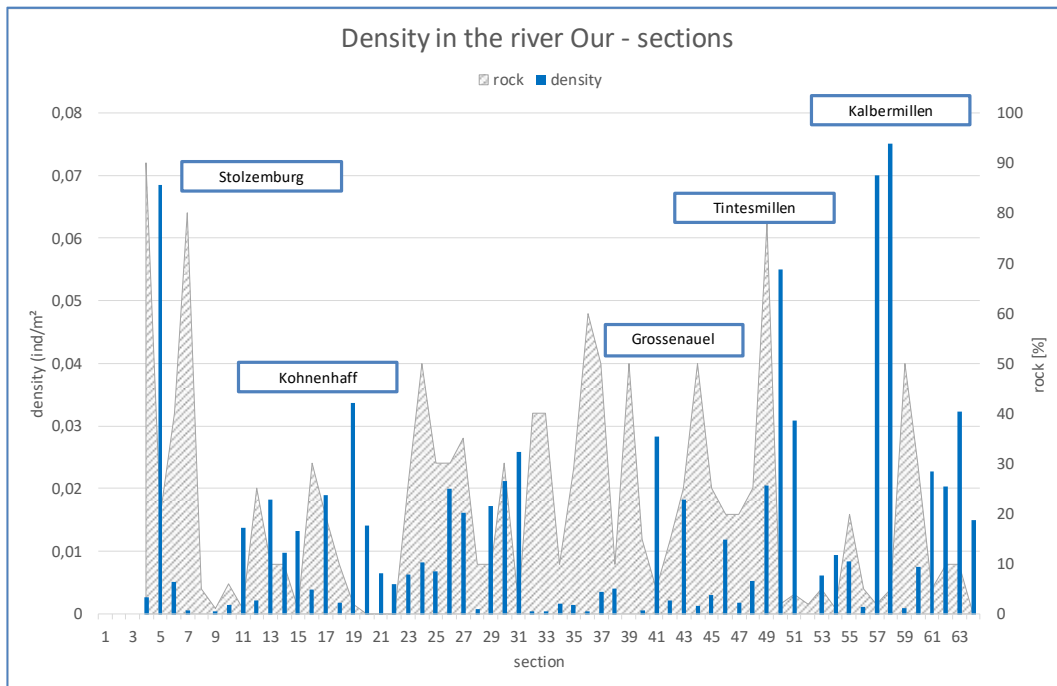 Density in the river Our - sections
rock density
0,08
0,07
0,06
0,05
0,04
0,03
0,02
0,01
0
density (ind/m²)
100
90
80
70
60
50
40
30
20
10
0
rock [%]
Kalbermillen
Stolzemburg
Tintesmillen
Grossenauel
Kohnenhaff
1 3 5 7 9 11 13 15 17 19 21 23 25 27 29 31 33 35 37 39 41 43 45 47 49 51 53 55 57 59 61 63
section